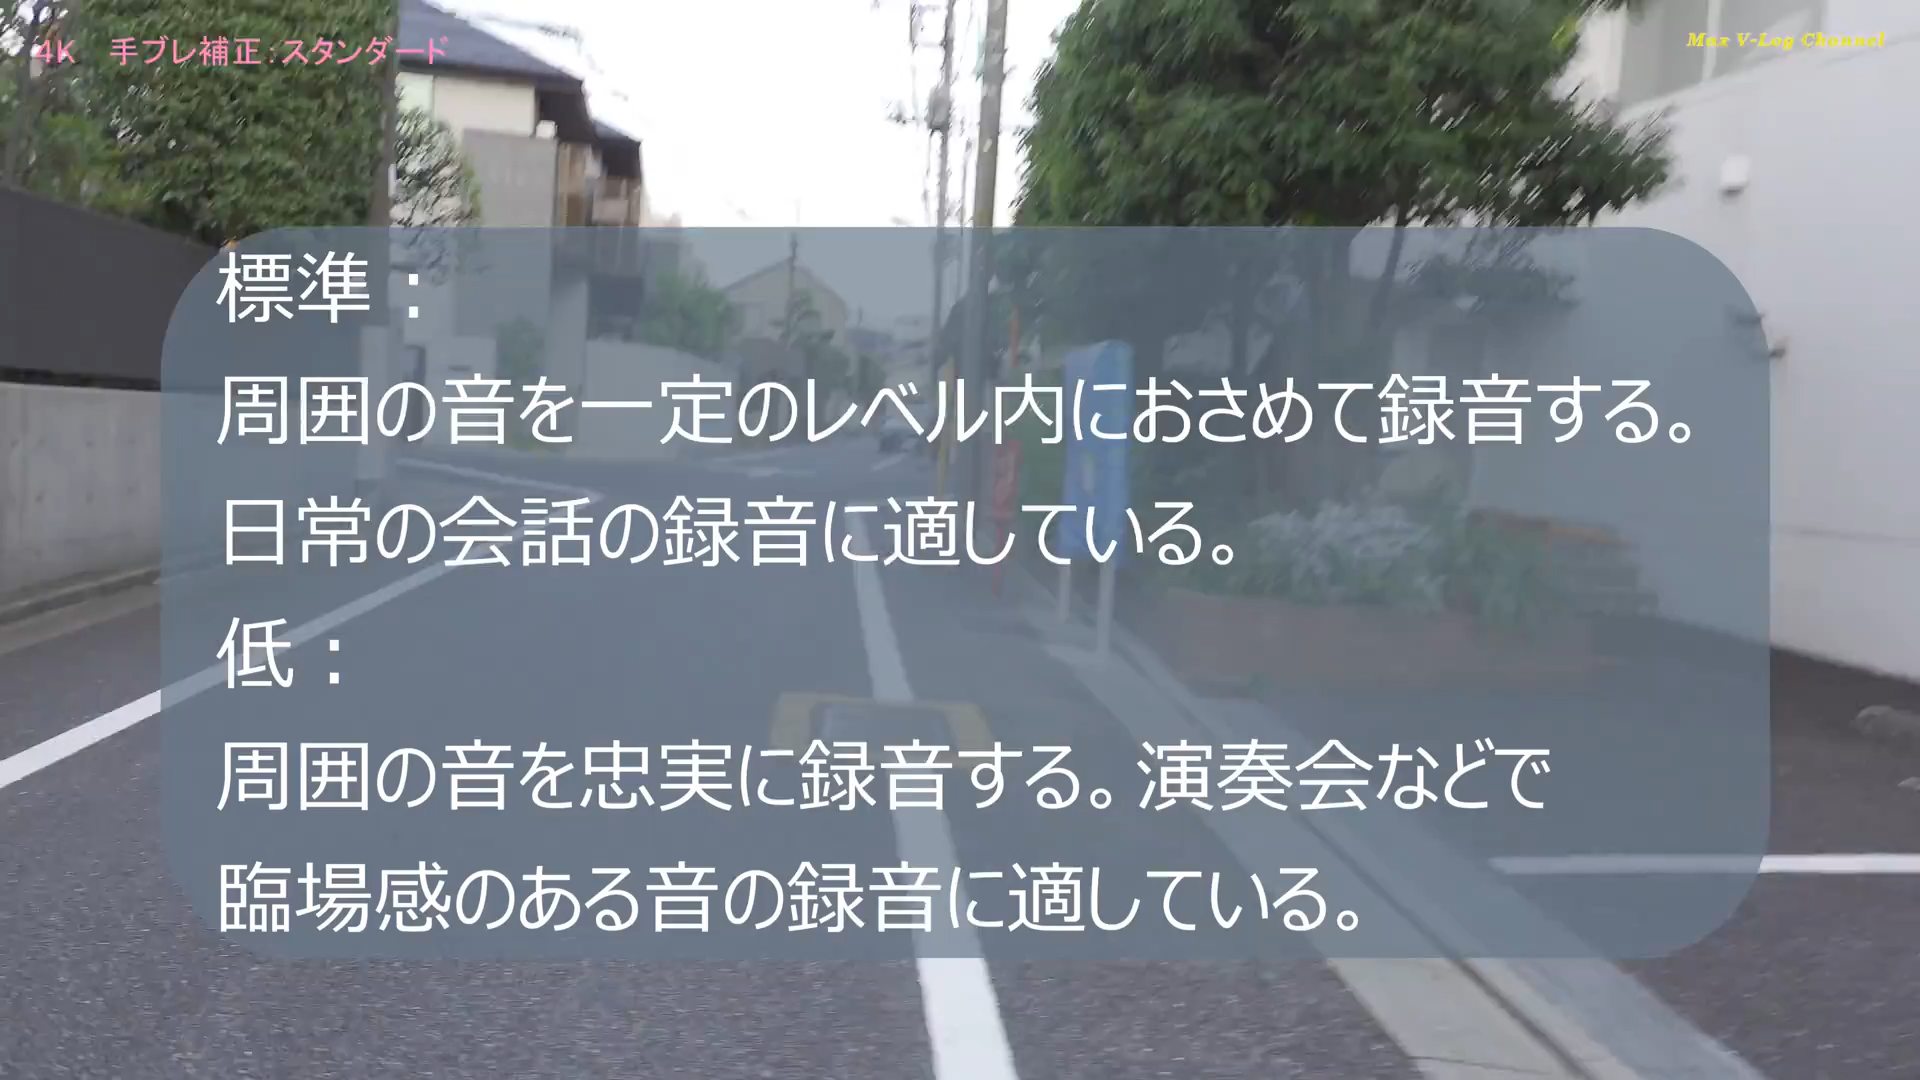 4K 手ブレ補正：スタンダード
Max V-Log Channel
標準：
周囲の音を一定のレベル内におさめて録音する。
日常の会話の録音に適している。
低：
周囲の音を忠実に録音する。演奏会などで
臨場感のある音の録音に適している。